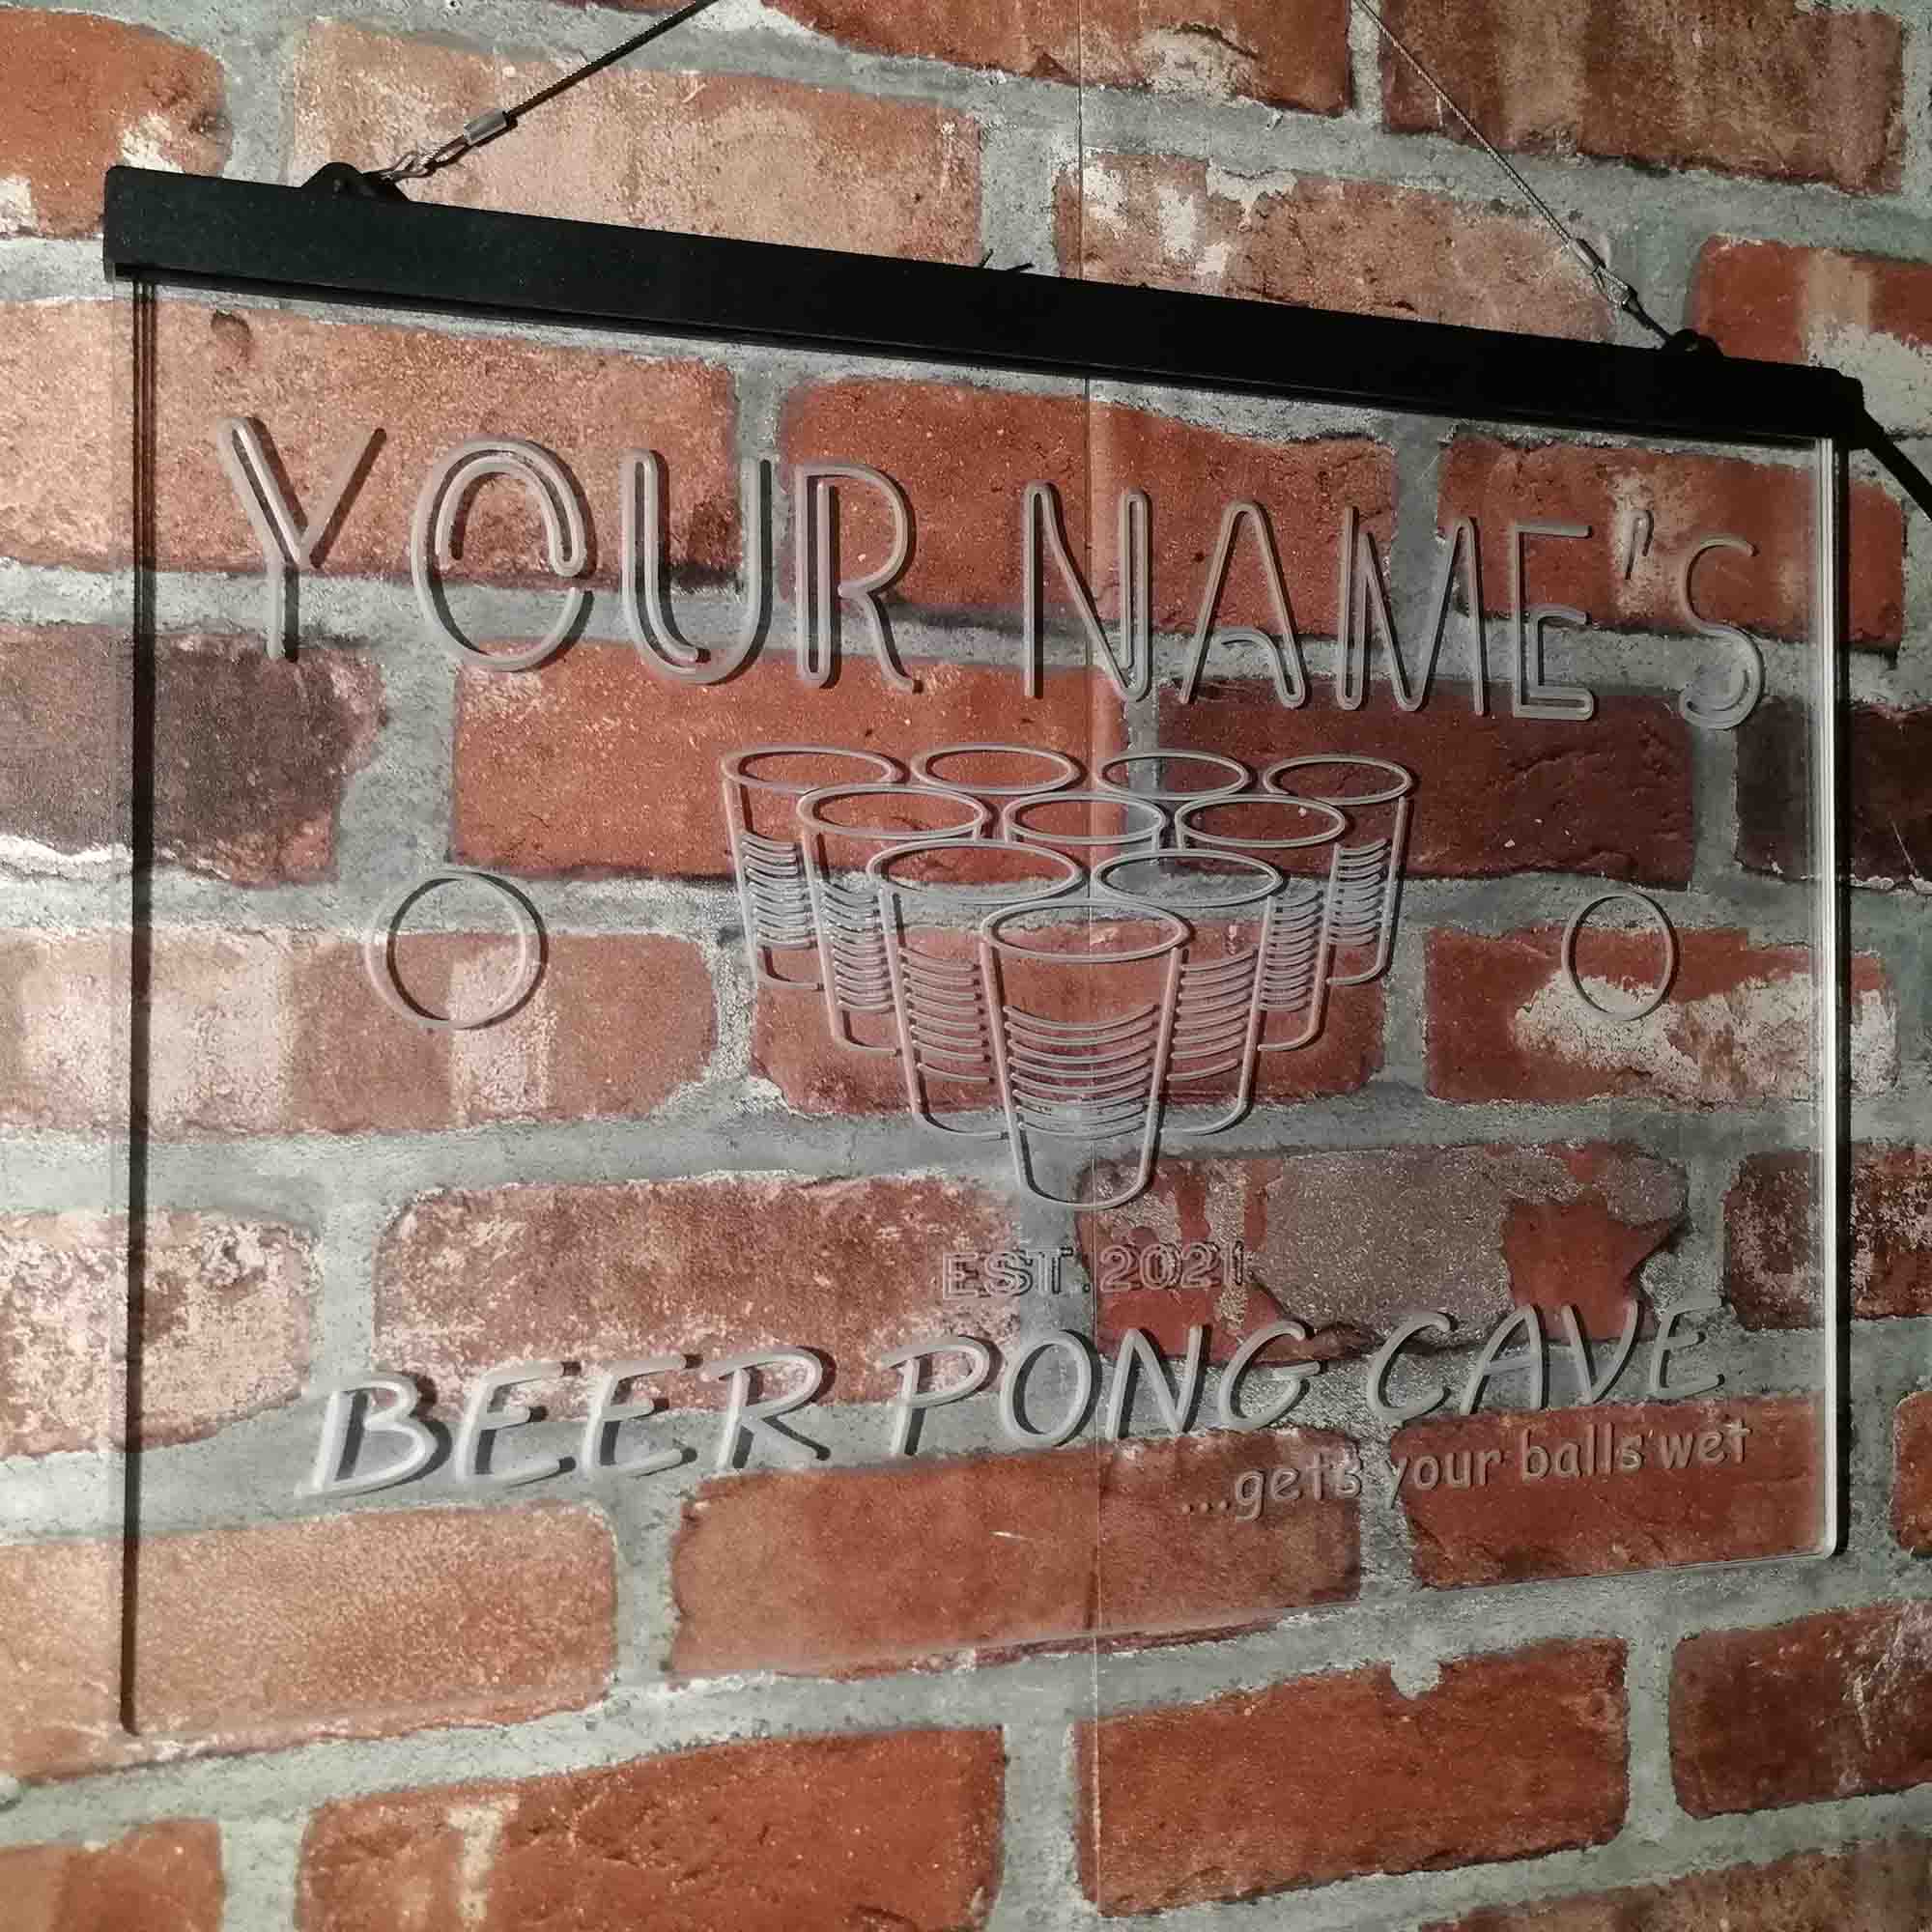 YOUR NAME'S
EST. 2021
BEER PONG CAVE
...gets your balls wet